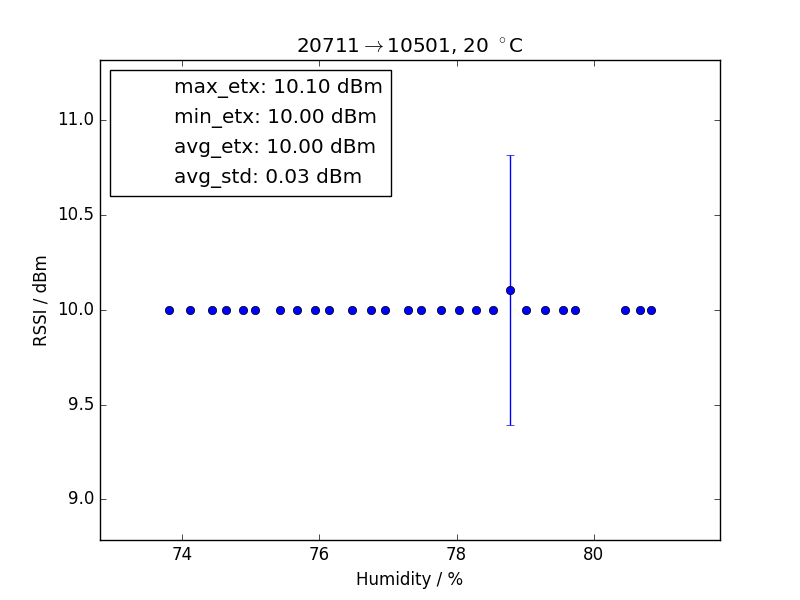 20711→10501, 20 °C
max_etx: 10.10 dBm
min_etx: 10.00 dBm
avg_etx: 10.00 dBm
avg_std: 0.03 dBm
RSSI / dBm
11.0
10.5
10.0
9.5
9.0
74 76 78 80
Humidity / %